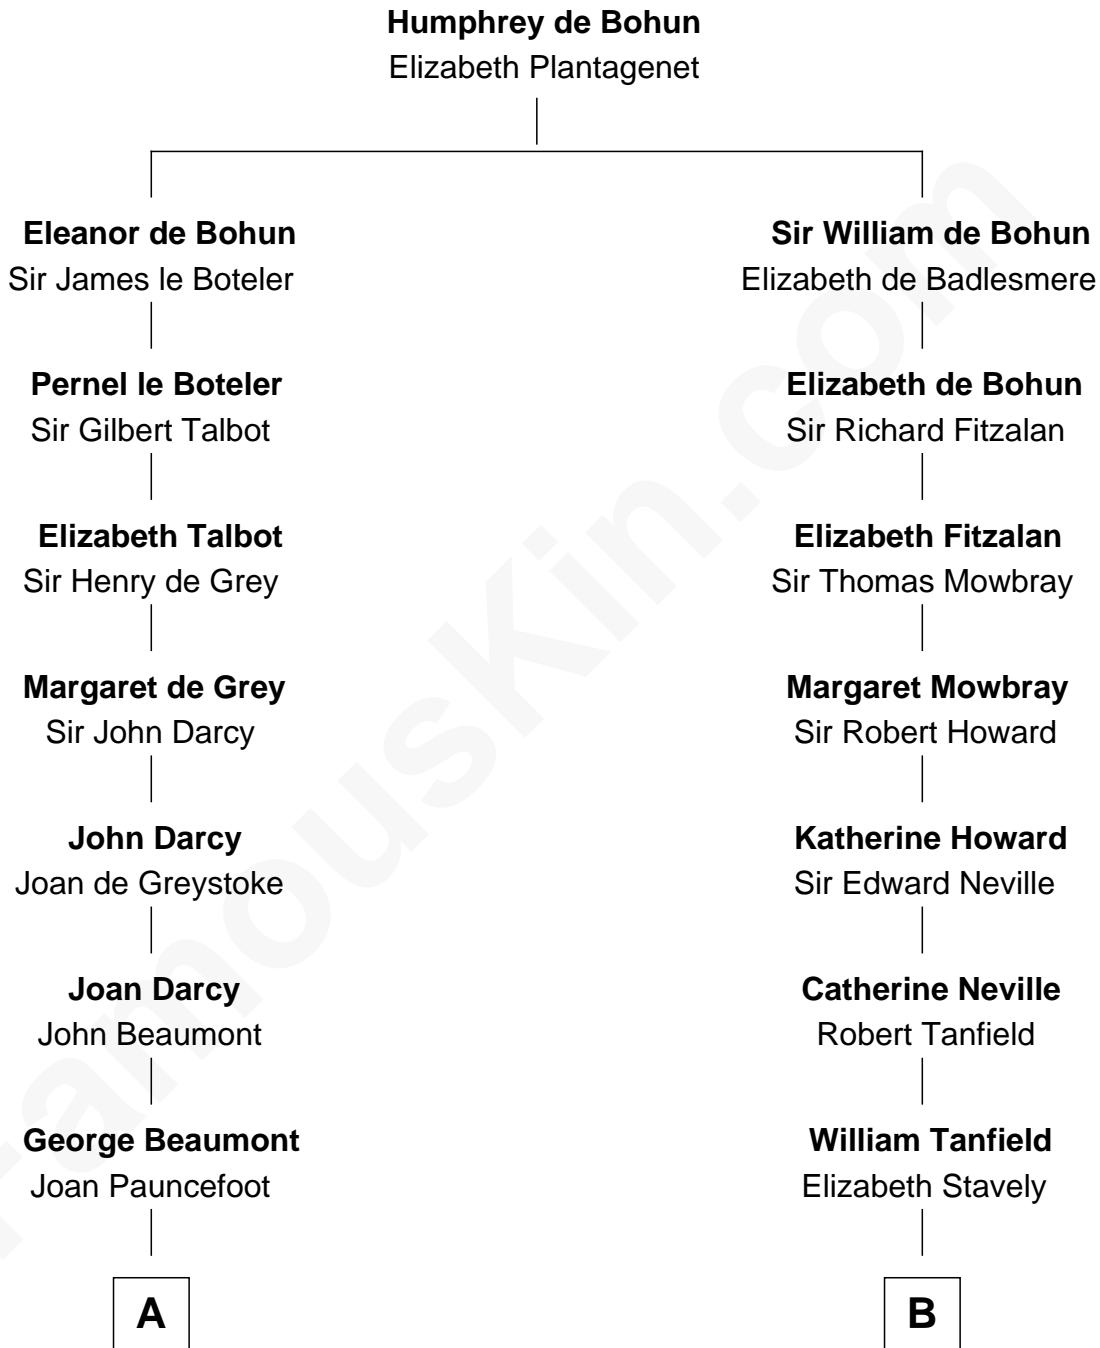 Humphrey de Bohun
Elizabeth Plantagenet
Eleanor de Bohun
Sir James le Boteler
Pernel le Boteler
Sir Gilbert Talbot
Elizabeth Talbot
Sir Henry de Grey
Margaret de Grey
Sir John Darcy
John Darcy
Joan de Greystoke
Joan Darcy
John Beaumont
George Beaumont
Joan Pauncefoot
A
Sir William de Bohun
Elizabeth de Badlesmere
Elizabeth de Bohun
Sir Richard Fitzalan
Elizabeth Fitzalan
Sir Thomas Mowbray
Margaret Mowbray
Sir Robert Howard
Katherine Howard
Sir Edward Neville
Catherine Neville
Robert Tanfield
William Tanfield
Elizabeth Stavely
B
FamousKin.com